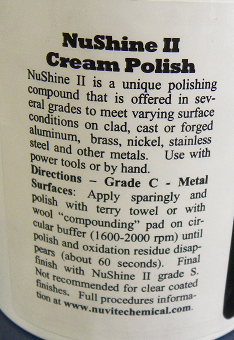 NuShine II
Cream Polish
NuShine II is a unique polishing
compound that is offered in sev-
eral grades to meet varying surface
conditions on clad, cast or forged
aluminum, brass, nickel, stainless
steel and other metals. Use with
power tools or by hand.
Directions – Grade C - Metal
Surfaces: Apply sparingly and
polish with terry towel or with
wool "compounding" pad on cir-
cular buffer (1600-2000 rpm) until
polish and oxidation residue disap-
pears (about 60 seconds). Final
finish with NuShine II grade S.
Not recommended for clear coated
finishes. Full procedures informa-
tion at www.nuvitechemical.com.